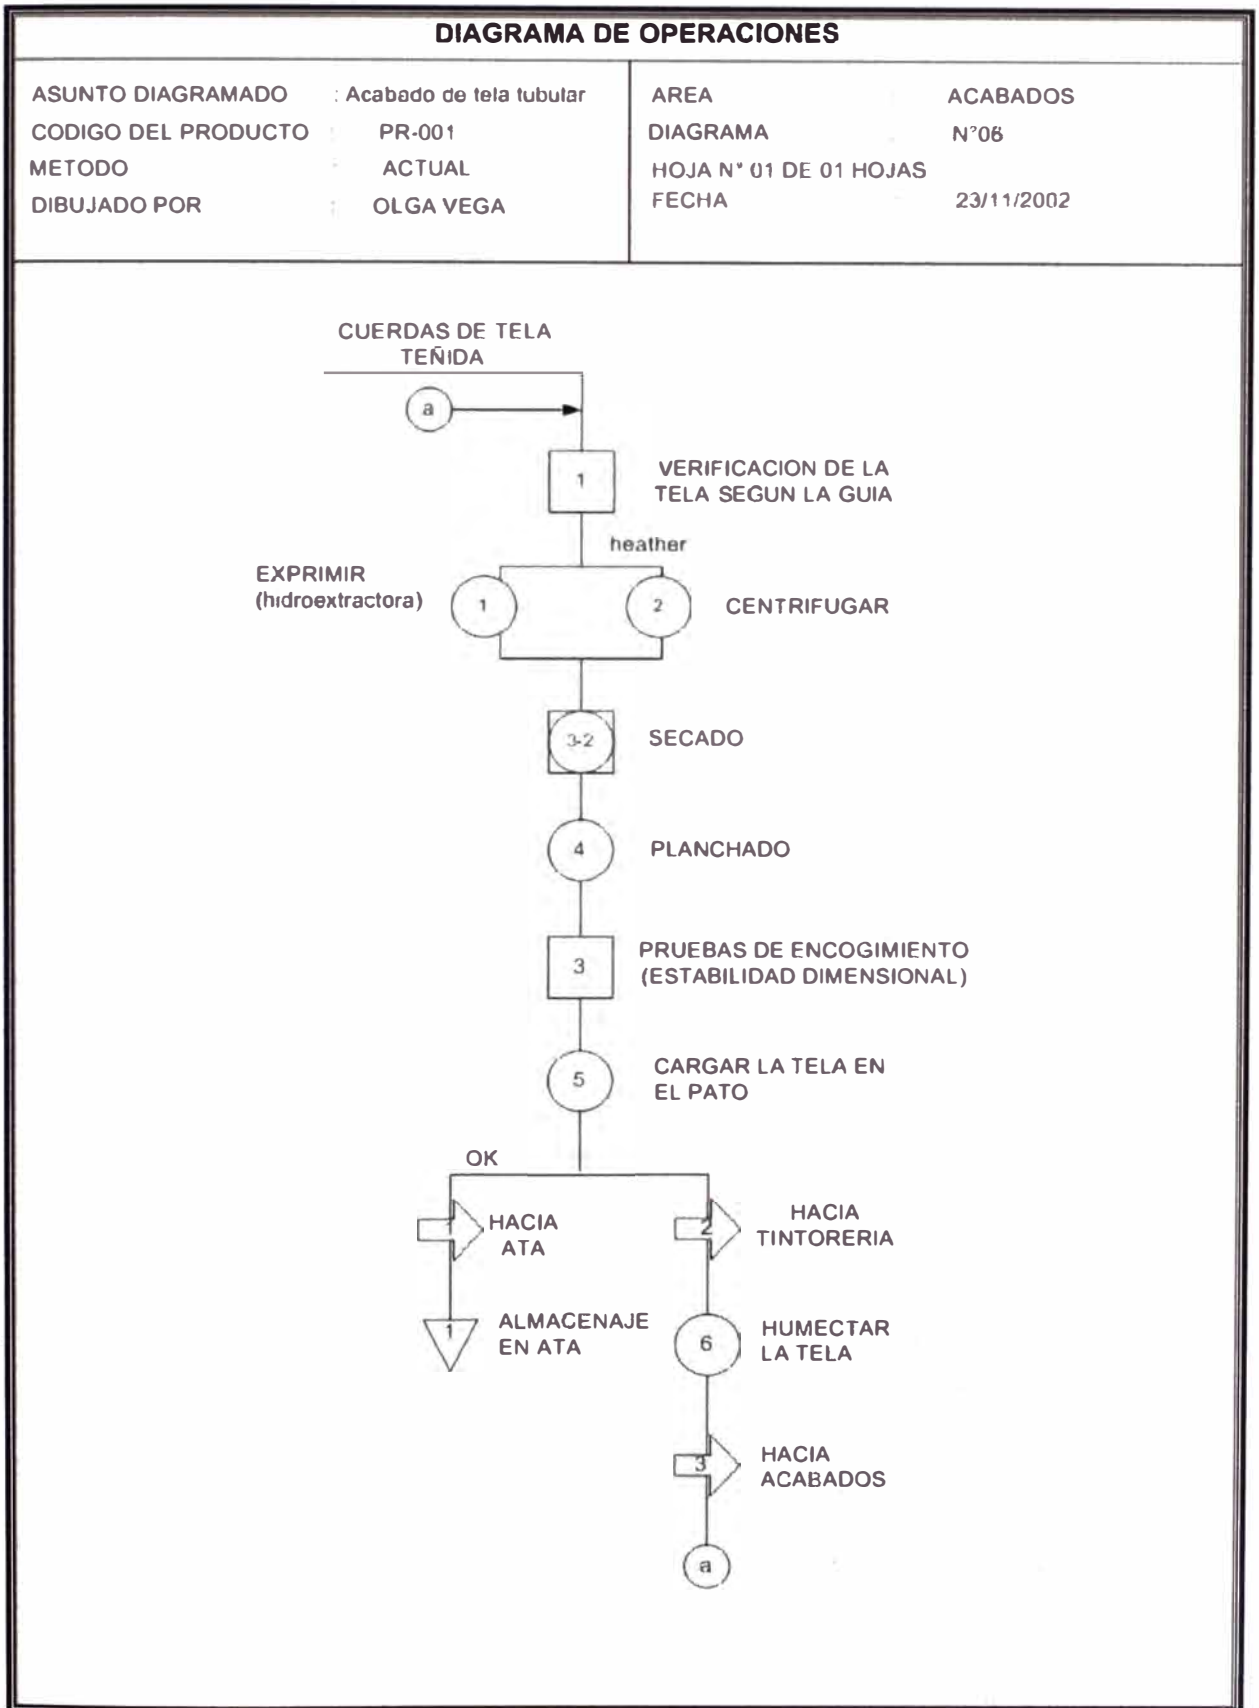 DIAGRAMA DE OPERACIONES
ASUNTO DIAGRAMADO : Acabado de tela tubular
CODIGO DEL PRODUCTO : PR-001
METODO : ACTUAL
DIBUJADO POR : OLGA VEGA
AREA ACABADOS
DIAGRAMA N°06
HOJA N° 01 DE 01 HOJAS
FECHA 23/11/2002
CUERDAS DE TELA
TEÑIDA
a
1
VERIFICACION DE LA
TELA SEGUN LA GUIA
heather
EXPRIMIR
(hidroextractora)
1
2
CENTRIFUGAR
3-2
SECADO
4
PLANCHADO
3
PRUEBAS DE ENCOGIMIENTO
(ESTABILIDAD DIMENSIONAL)
5
CARGAR LA TELA EN
EL PATO
OK
1
HACIA
ATA
2
HACIA
TINTORERIA
1
ALMACENAJE
EN ATA
6
HUMECTAR
LA TELA
3
HACIA
ACABADOS
a